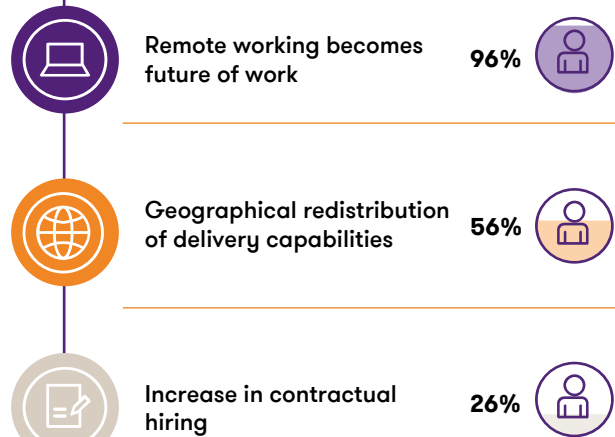 Remote working becomes
future of work
96%
Geographical redistribution
of delivery capabilities
56%
Increase in contractual
hiring
26%